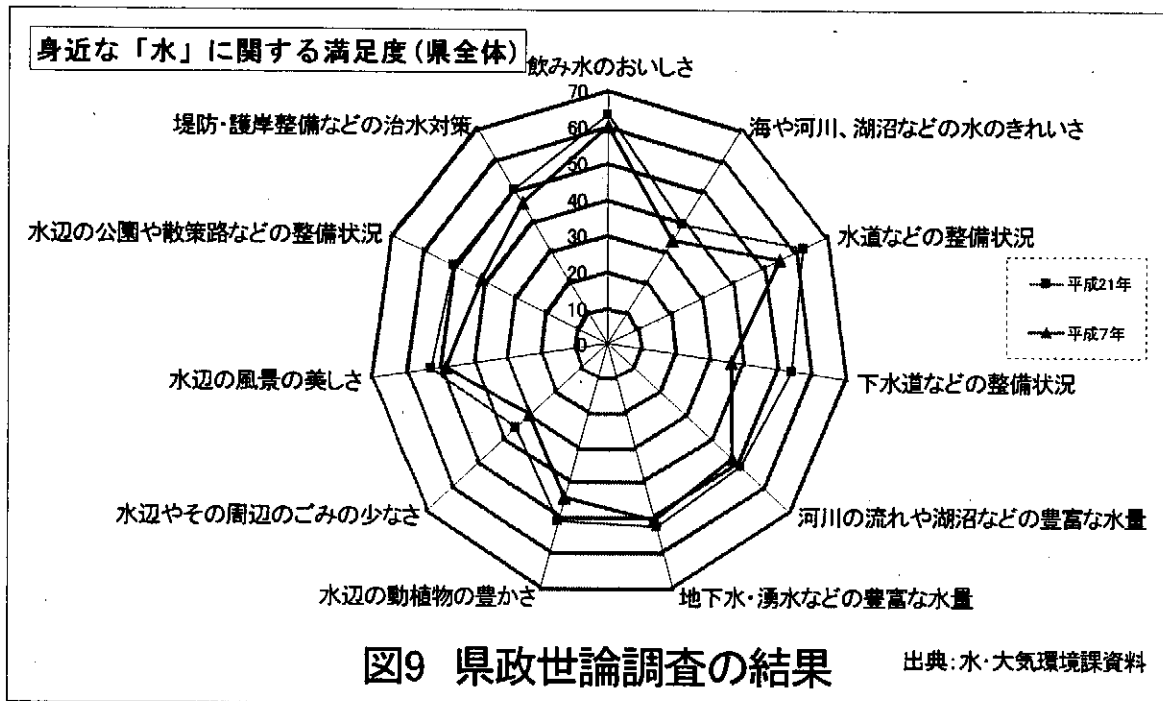 身近な「水」に関する満足度(県全体)
飲み水のおいしさ
海や河川、湖沼などの水のきれいさ
水道などの整備状況
下水道などの整備状況
河川の流れや湖沼などの豊富な水量
地下水・湧水などの豊富な水量
水辺の動植物の豊かさ
水辺やその周辺のごみの少なさ
水辺の風景の美しさ
水辺の公園や散策路などの整備状況
堤防・護岸整備などの治水対策
70
60
50
40
30
20
10
0
平成21年
平成7年
図9 県政世論調査の結果
出典:水・大気環境課資料